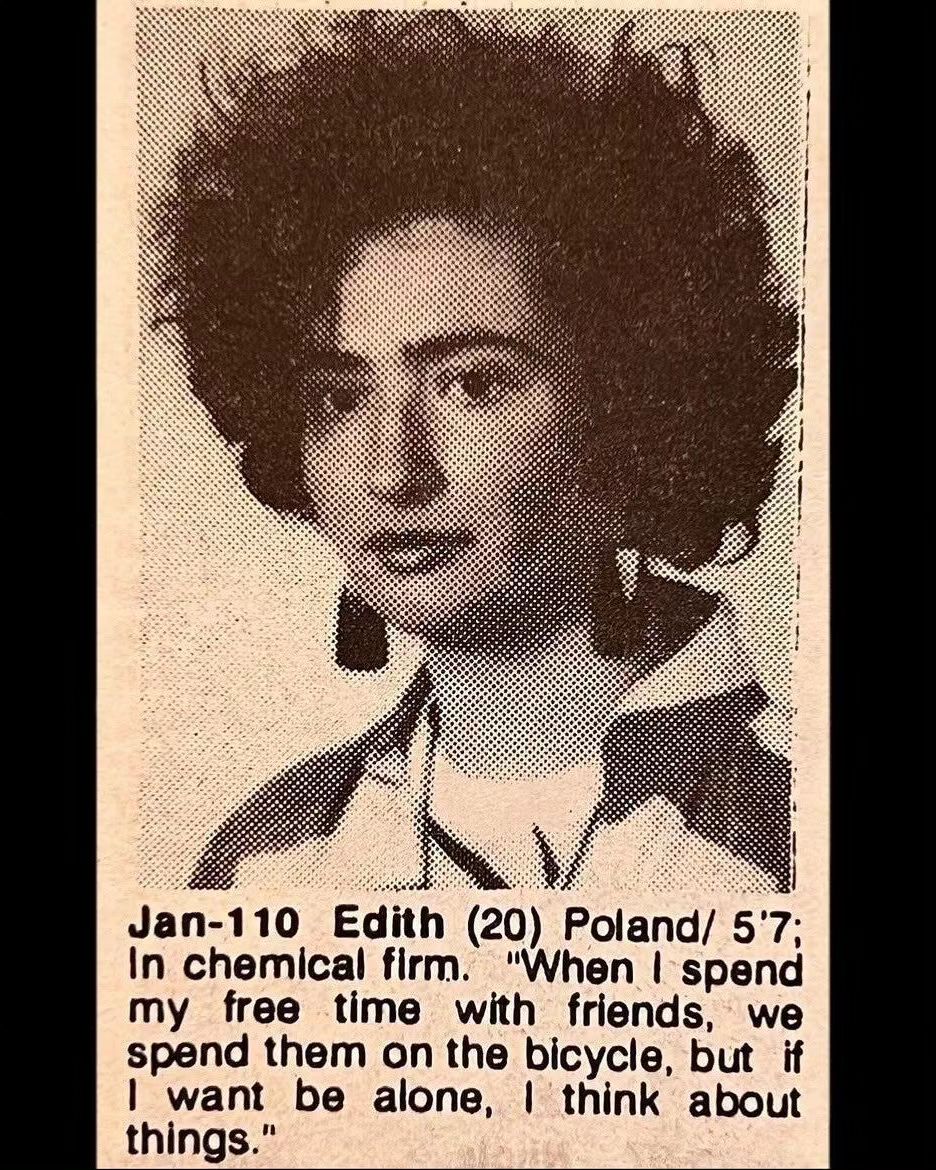 Jan-110 Edith (20) Poland/ 5'7;
In chemical firm. "When I spend
my free time with friends, we
spend them on the bicycle, but if
I want be alone, I think about
things."